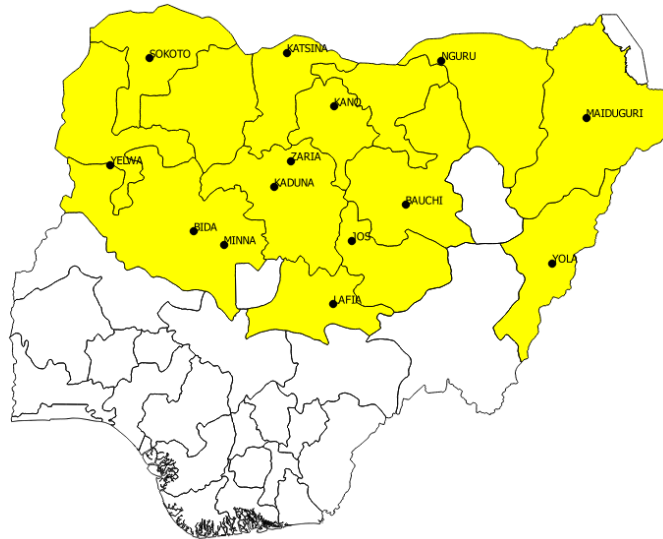 SOKOTO
KATSINA
NGURU
KANO
MAIDUGURI
ZARIA
YELWA
KADUNA
BAUCHI
BIDA
MINNA
JOS
YOLA
LAFIA